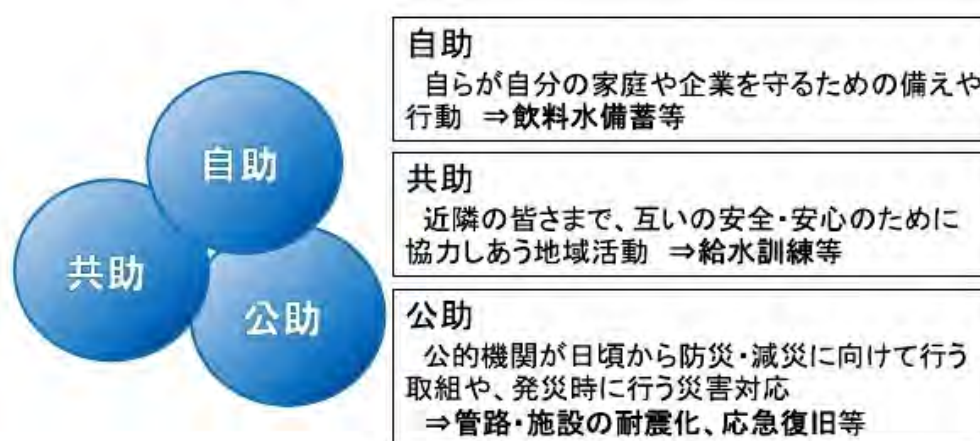 自助
共助
公助
自助
自らが自分の家庭や企業を守るための備えや
行動 ⇒飲料水備蓄等
共助
近隣の皆さまで、互いの安全・安心のために
協力しあう地域活動 ⇒給水訓練等
公助
公的機関が日頃から防災・減災に向けて行う
取組や、発災時に行う災害対応
⇒管路・施設の耐震化、応急復旧等